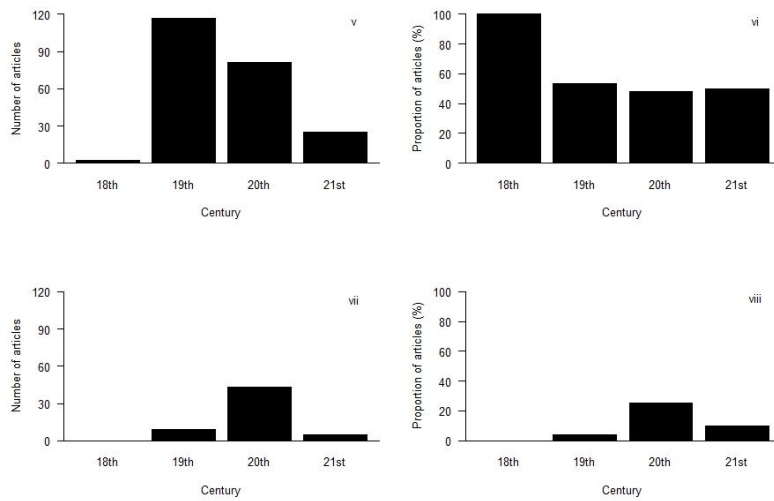 Number of articles
120
90
60
30
0
v
18th 19th 20th 21st
Century
Proportion of articles (%)
100
80
60
40
20
0
vi
18th 19th 20th 21st
Century
Number of articles
120
90
60
30
0
vii
18th 19th 20th 21st
Century
Proportion of articles (%)
100
80
60
40
20
0
viii
18th 19th 20th 21st
Century